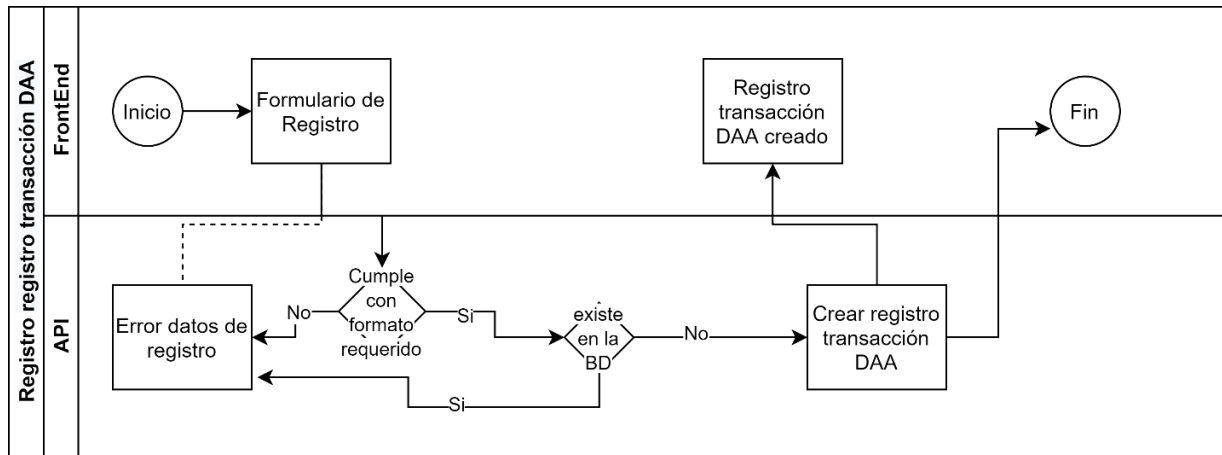 Registro registro transacción DAA
FrontEnd
Inicio
Formulario de
Registro
Registro
transacción
DAA creado
Fin
API
Error datos de
registro
No
Cumple
con
formato
requerido
Si
existe
en la
BD
No
Crear registro
transacción
DAA
Si